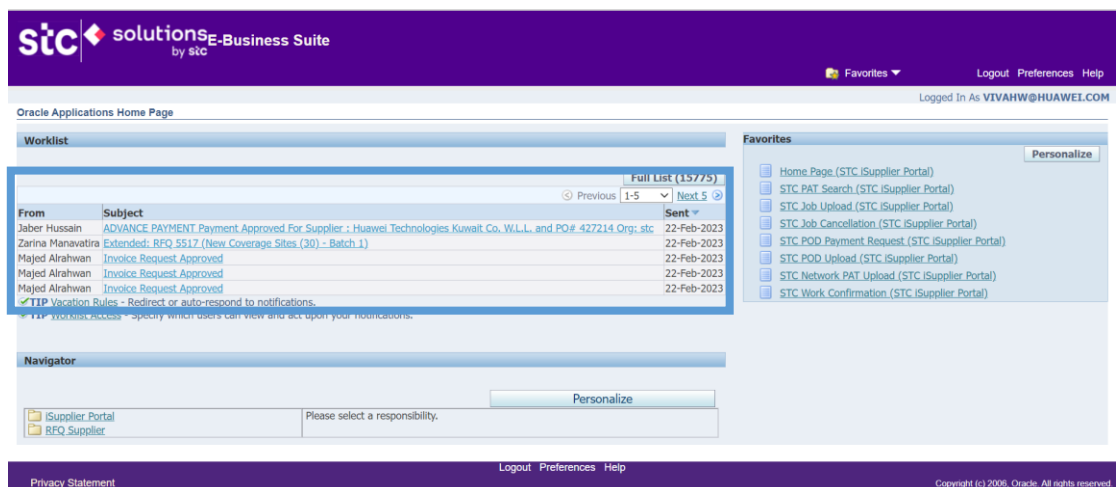 stc solutions by stc E-Business Suite
Favorites Logout Preferences Help
Logged In As VIVAHW@HUAWEI.COM
Oracle Applications Home Page
Worklist
Full List (15775)
Previous 1-5 Next 5
From Subject Sent
Jaber Hussain ADVANCE PAYMENT Payment Approved For Supplier : Huawei Technologies Kuwait Co. W.L.L. and PO# 427214 Org: stc 22-Feb-2023
Zarina Manavatira Extended: RFQ 5517 (New Coverage Sites (30) - Batch 1) 22-Feb-2023
Majed Alrahwan Invoice Request Approved 22-Feb-2023
Majed Alrahwan Invoice Request Approved 22-Feb-2023
Majed Alrahwan Invoice Request Approved 22-Feb-2023
TIP Vacation Rules - Redirect or auto-respond to notifications.
TIP Worklist Access - Specify which users can view and act upon your notifications.
Favorites
Personalize
Home Page (STC iSupplier Portal)
STC PAT Search (STC iSupplier Portal)
STC Job Upload (STC iSupplier Portal)
STC Job Cancellation (STC iSupplier Portal)
STC POD Payment Request (STC iSupplier Portal)
STC POD Upload (STC iSupplier Portal)
STC Network PAT Upload (STC iSupplier Portal)
STC Work Confirmation (STC iSupplier Portal)
Navigator
Personalize
iSupplier Portal
RFQ Supplier
Please select a responsibility.
Logout Preferences Help
Privacy Statement
Copyright (c) 2006, Oracle. All rights reserved.